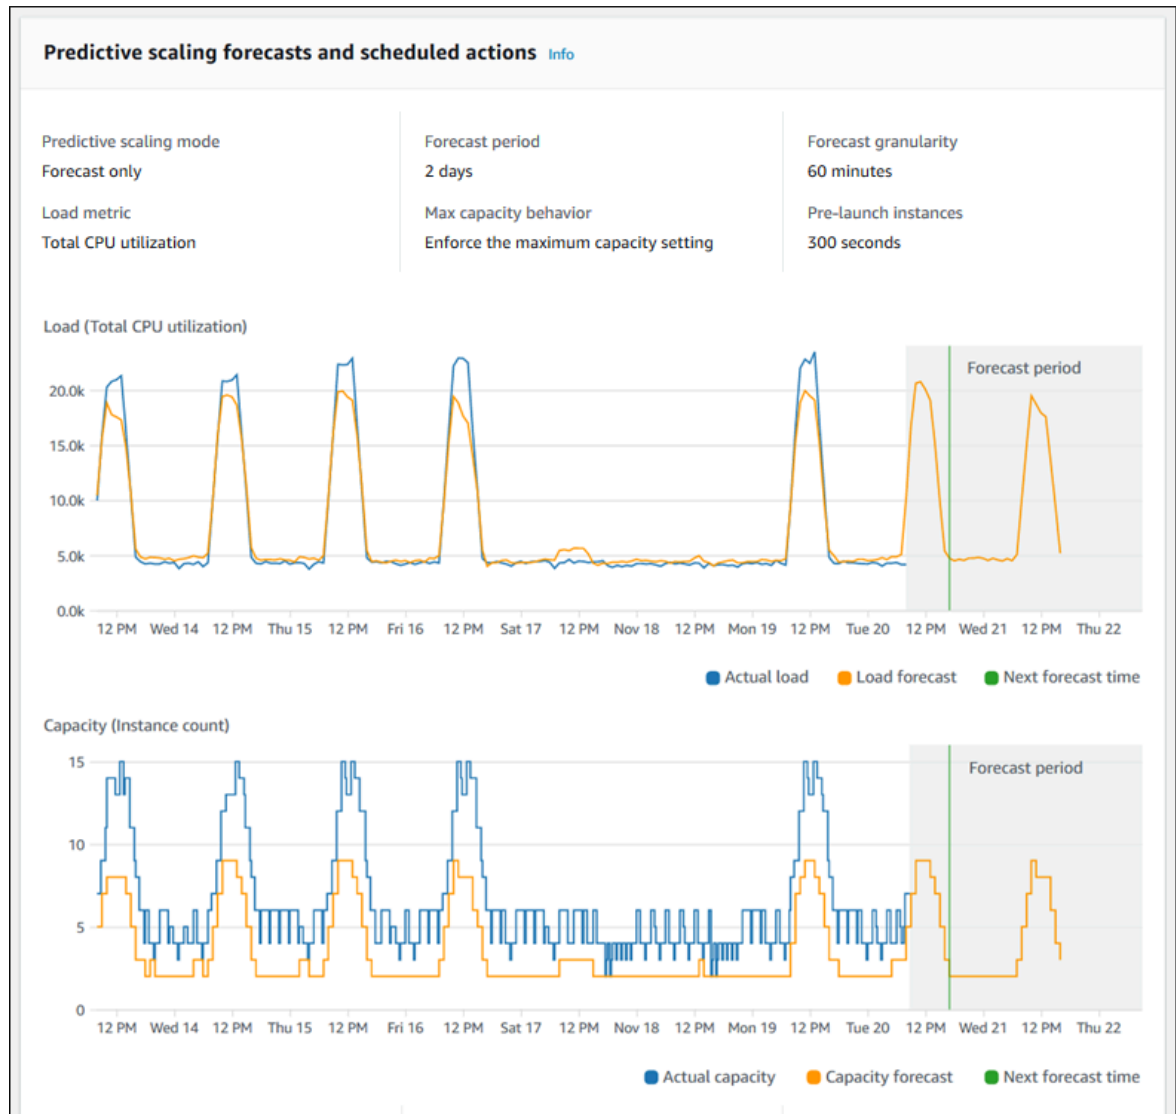 Predictive scaling forecasts and scheduled actions Info
Predictive scaling mode
Forecast only
Forecast period
2 days
Forecast granularity
60 minutes
Load metric
Total CPU utilization
Max capacity behavior
Enforce the maximum capacity setting
Pre-launch instances
300 seconds
Load (Total CPU utilization)
Forecast period
20.0k
15.0k
10.0k
5.0k
0.0k
12 PM Wed 14 12 PM Thu 15 12 PM Fri 16 12 PM Sat 17 12 PM Nov 18 12 PM Mon 19 12 PM Tue 20 12 PM Wed 21 12 PM Thu 22
Actual load Load forecast Next forecast time
Capacity (Instance count)
Forecast period
15
10
5
0
12 PM Wed 14 12 PM Thu 15 12 PM Fri 16 12 PM Sat 17 12 PM Nov 18 12 PM Mon 19 12 PM Tue 20 12 PM Wed 21 12 PM Thu 22
Actual capacity Capacity forecast Next forecast time